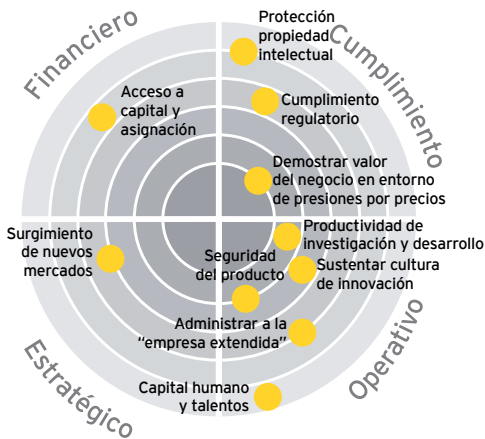 Financiero
Cumplimiento
Protección
propiedad
intelectual
Acceso a
capital y
asignación
Cumplimiento
regulatorio
Demostrar valor
del negocio en entorno
de presiones por precios
Surgimiento
de nuevos
mercados
Productividad de
investigación y desarrollo
Seguridad
del producto
Sustentar cultura
de innovación
Administrar a la
“empresa extendida”
Capital humano
y talentos
Estratégico
Operativo